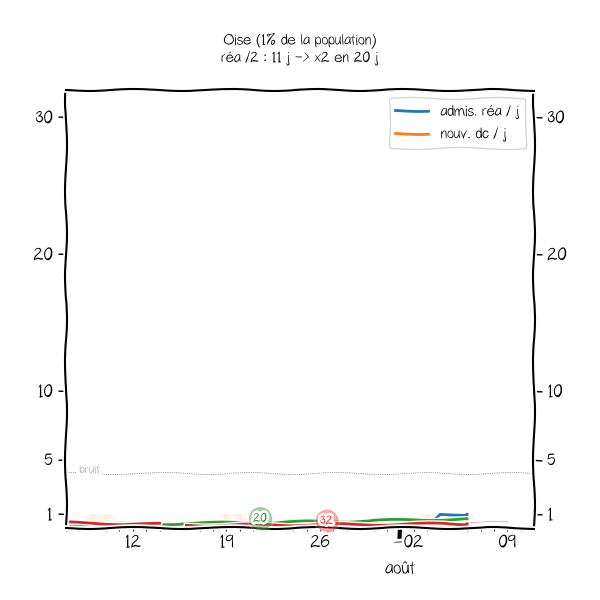 Oise (1% de la population)
réa /2 : 11 j -> x2 en 20 j
admis. réa / j
nouv. dc / j
30
30
20
20
10
10
5
5
bruit
1
1
20
32
12
19
26
02
09
août